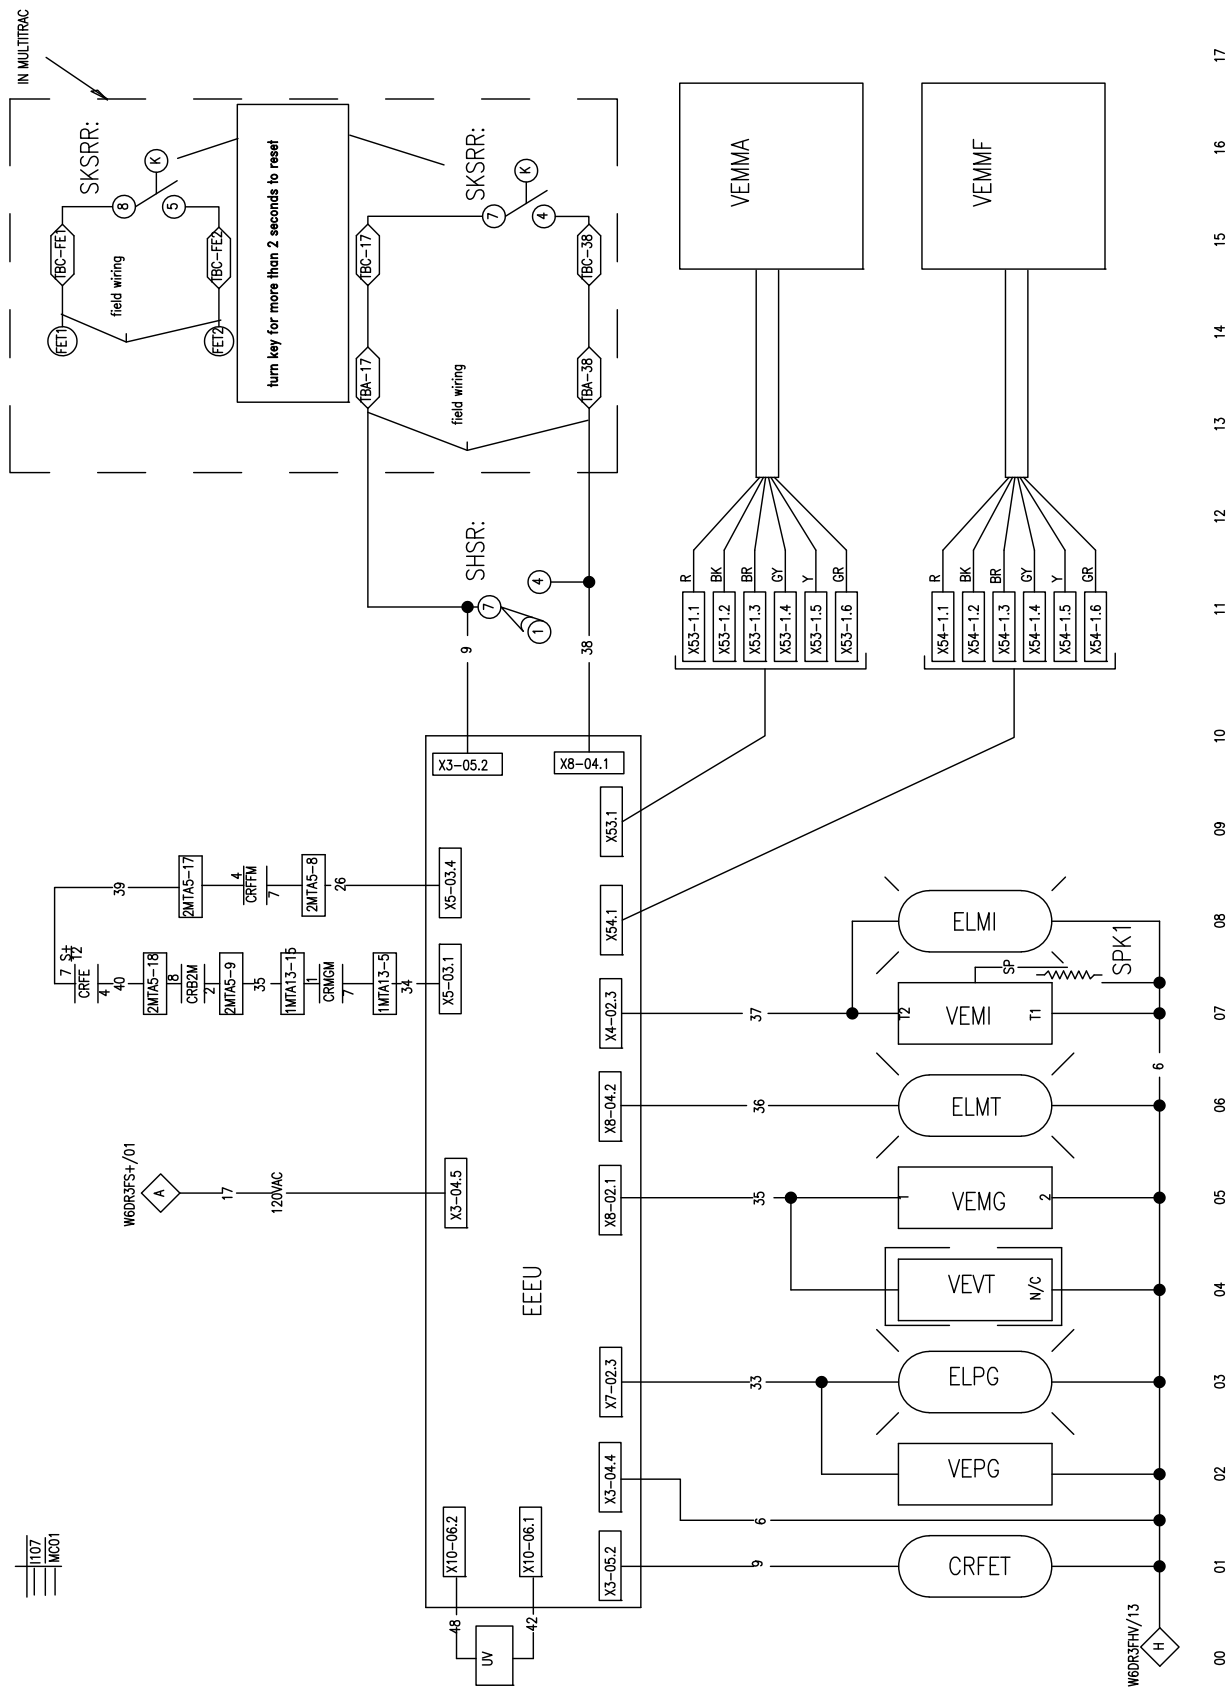 I107
MC01
IN MULTITRAC
SKSRR:
8
K
5
TBC-FE1
TBC-FE2
field wiring
FET1
FET2
turn key for more than 2 seconds to reset
SKSRR:
7
K
4
TBC-17
TBC-38
TBA-17
TBA-38
field wiring
SHSR:
7
4
1
9
38
X3-05.2
X8-04.1
39
2MTA5-17
4
CRFFM
7
2MTA5-8
26
X5-03.4
7
S+
12
CRFE
4
40
2MTA5-18
8
CRB2M
2
2MTA5-9
35
1MTA13-15
1
CRMGM
7
1MTA13-5
34
X5-03.1
W6DR3FS+/01
A
17
120VAC
X3-04.5
EEEU
X10-06.2
X10-06.1
48
42
UV
X53.1
X54.1
X4-02.3
X8-04.2
X8-02.1
X7-02.3
X3-04.4
X3-05.2
VEMMA
R
BK
BR
GY
Y
GR
X53-1.1
X53-1.2
X53-1.3
X53-1.4
X53-1.5
X53-1.6
VEMMF
R
BK
BR
GY
Y
GR
X54-1.1
X54-1.2
X54-1.3
X54-1.4
X54-1.5
X54-1.6
37
36
35
33
6
9
ELMI
SP
SPK1
T2
VEMI
T1
ELMT
1
VEMG
2
VEVT
N/C
ELPG
VEPG
CRFET
6
W6DR3FHV/13
H
00
01
02
03
04
05
06
07
08
09
10
11
12
13
14
15
16
17